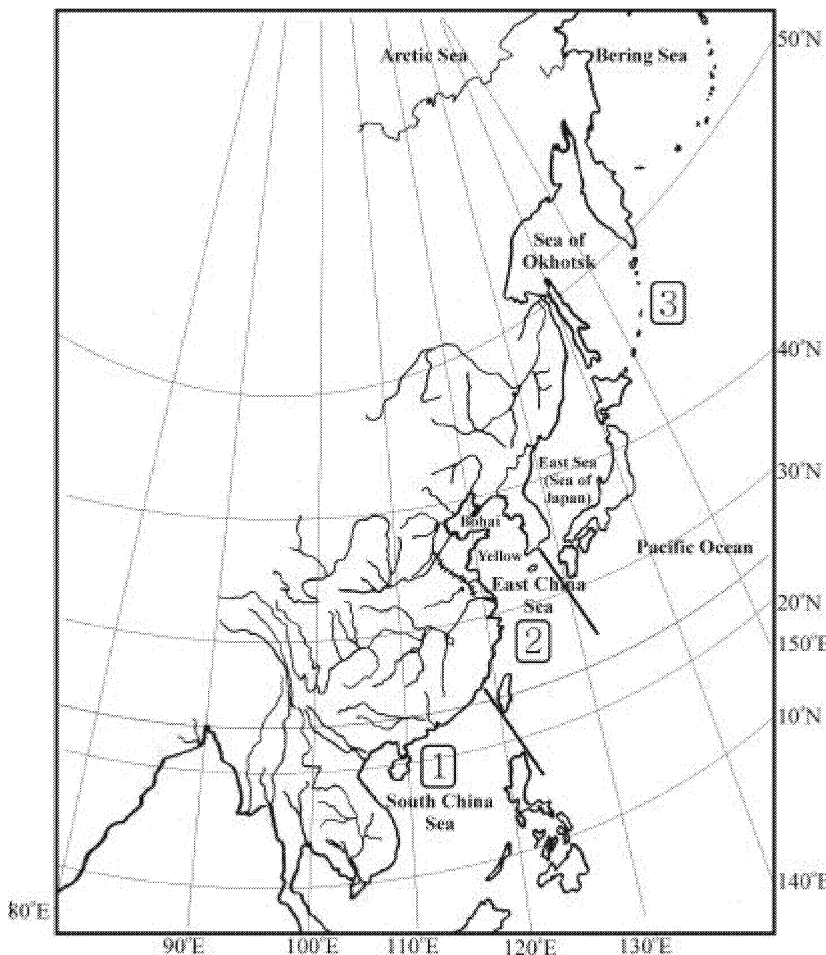 Arctic Sea
Bering Sea
50°N
Sea of
Okhotsk
3
40°N
30°N
East Sea
(Sea of
Japan)
Bohai
Yellow
Pacific Ocean
East China
Sea
20°N
2
150°E
10°N
1
South China
Sea
140°E
80°E
90°E
100°E
110°E
120°E
130°E